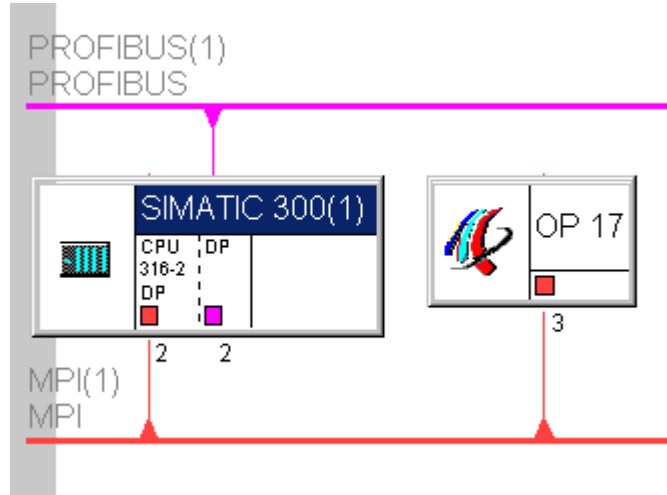 PROFIBUS(1)
PROFIBUS
SIMATIC 300(1)
CPU
316-2
DP
DP
2
2
OP 17
3
MPI(1)
MPI